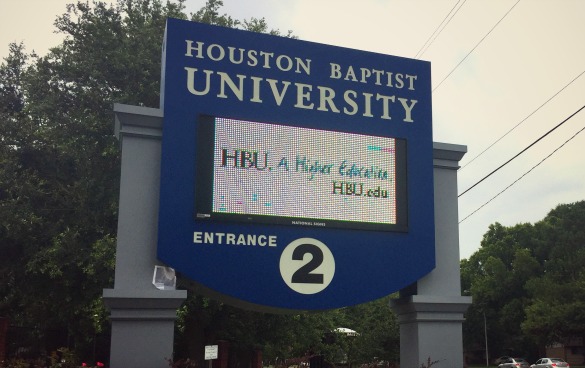 HOUSTON BAPTIST
UNIVERSITY
HBU. A Higher Education.
HBU.edu
ENTRANCE 2